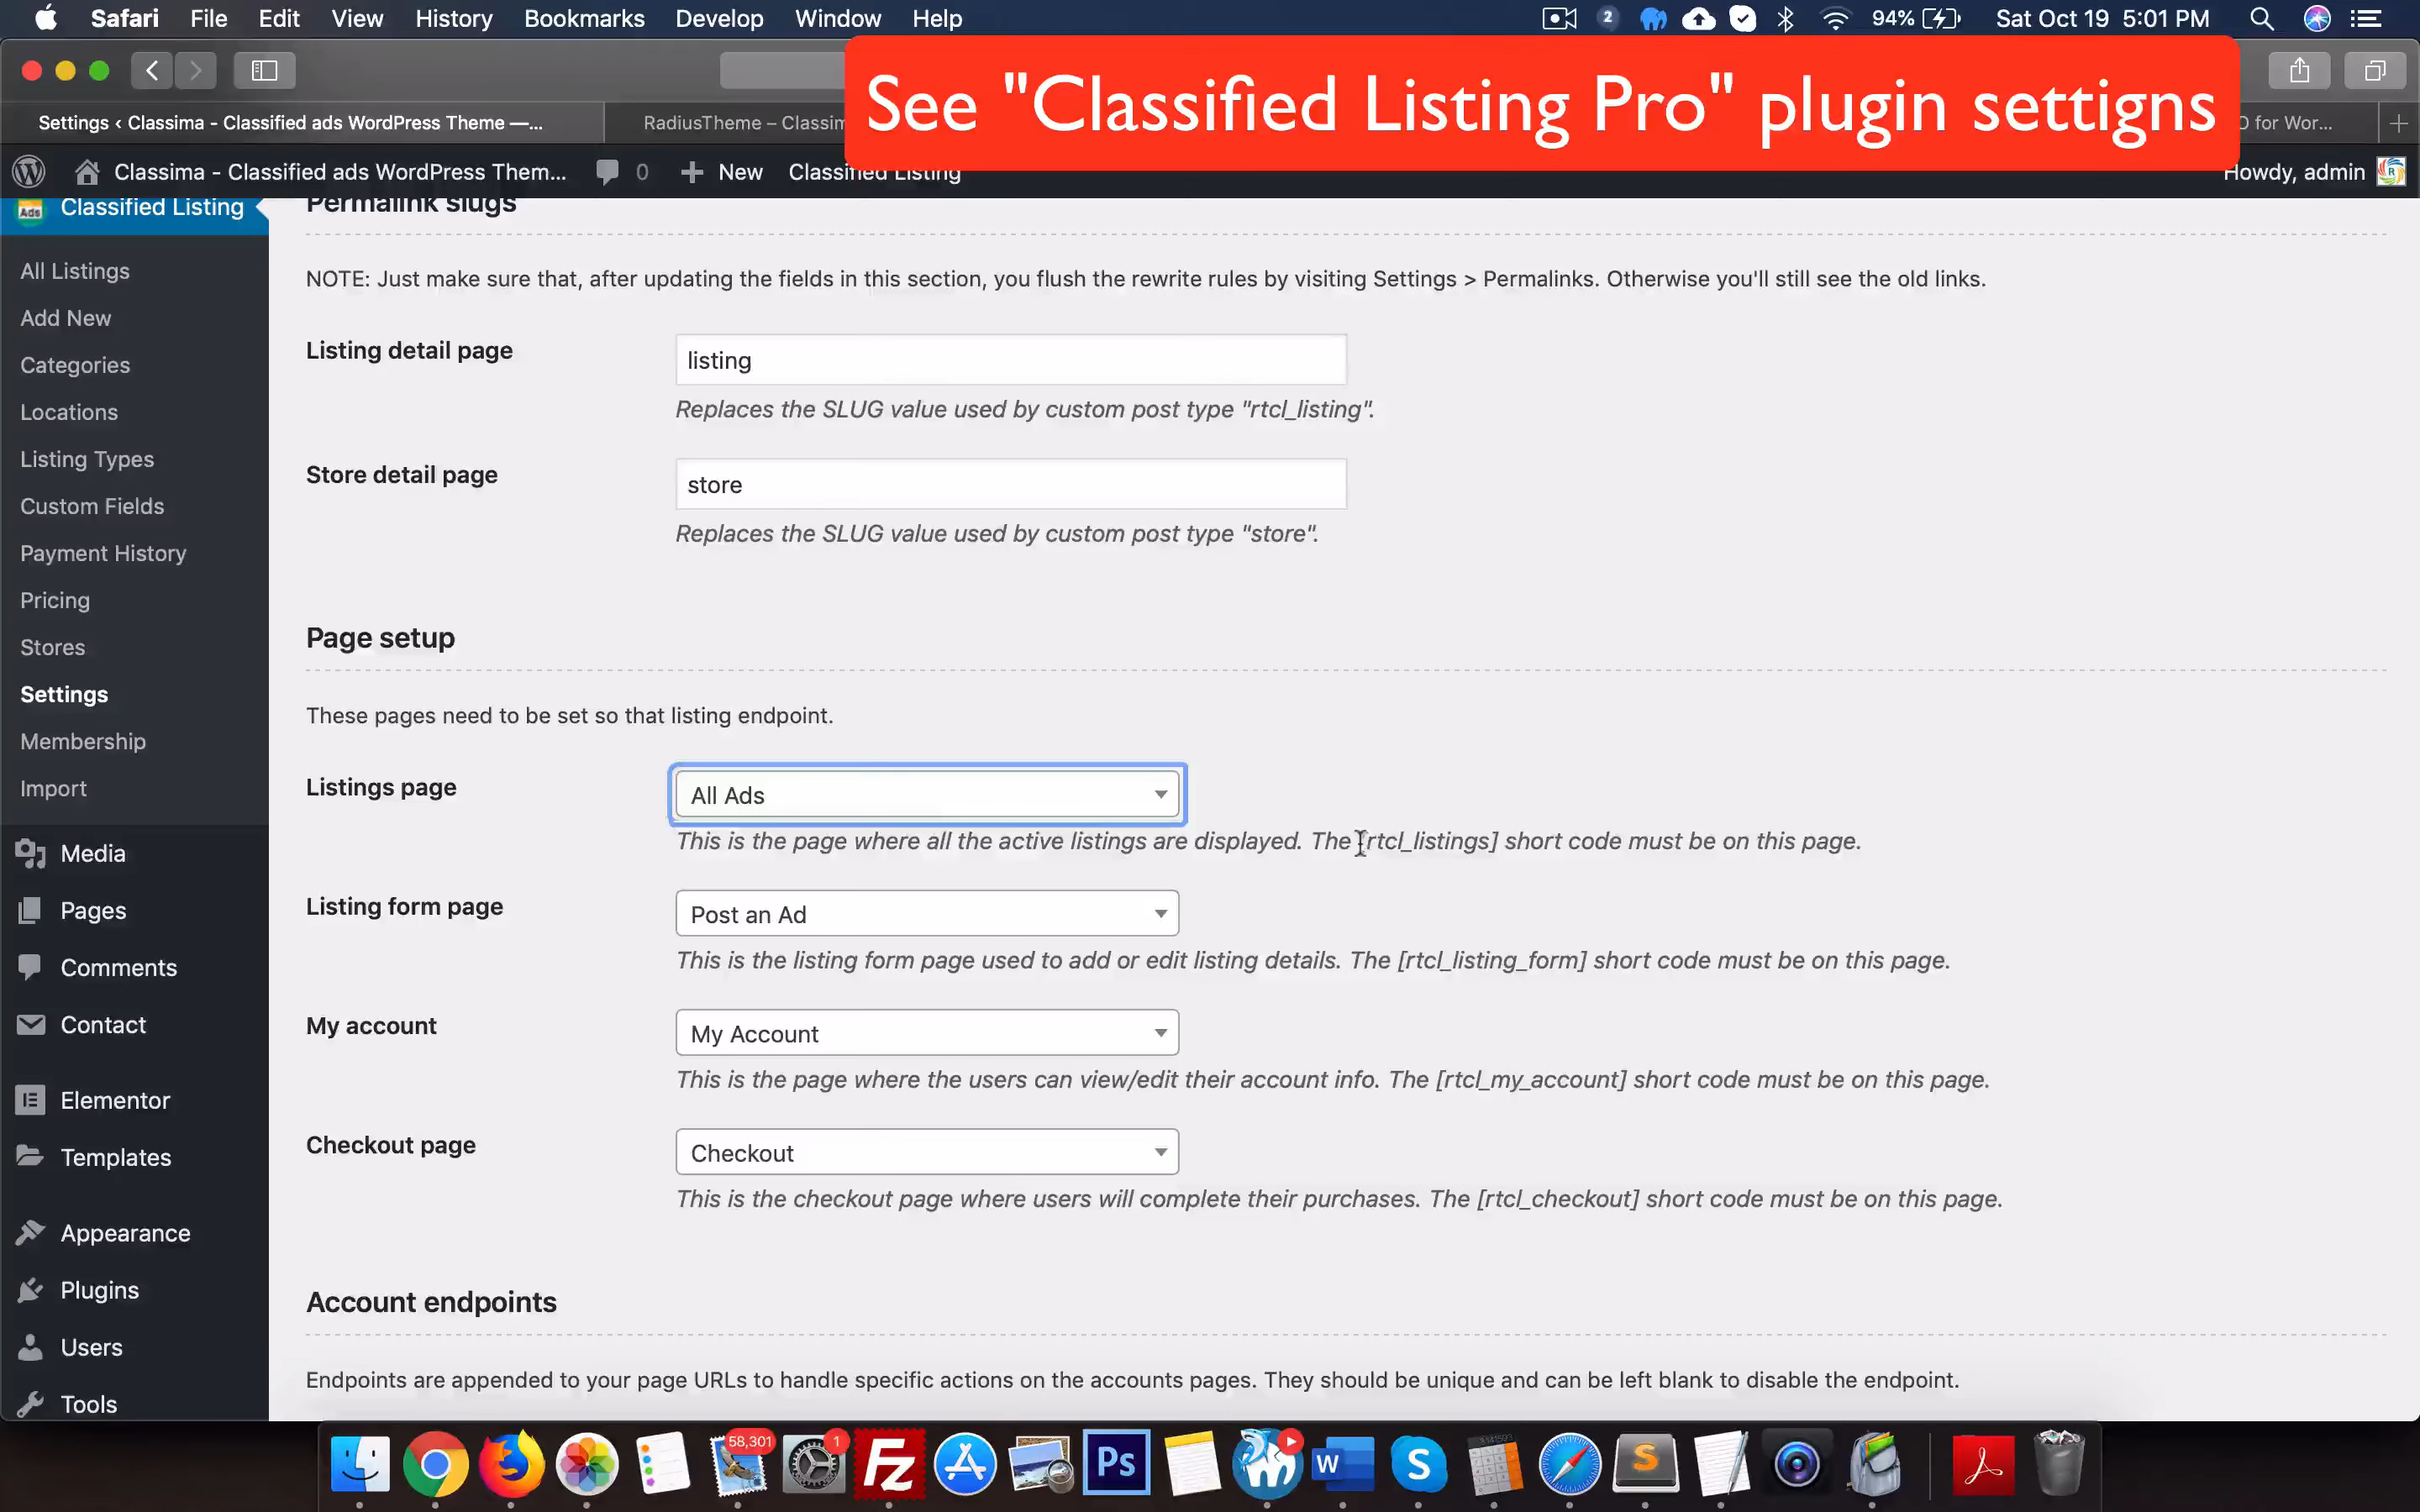 Safari File Edit View History Bookmarks Develop Window Help 2 94% Sat Oct 19 5:01 PM
See "Classified Listing Pro" plugin settigns
Settings ‹ Classima - Classified ads WordPress Theme —... RadiusTheme – Classim O for Wor...
Classima - Classified ads WordPress Them... 0 New Classified Listing Howdy, admin
Ads Classified Listing
All Listings
Add New
Categories
Locations
Listing Types
Custom Fields
Payment History
Pricing
Stores
Settings
Membership
Import
Media
Pages
Comments
Contact
Elementor
Templates
Appearance
Plugins
Users
Tools
Permalink slugs
NOTE: Just make sure that, after updating the fields in this section, you flush the rewrite rules by visiting Settings > Permalinks. Otherwise you'll still see the old links.
Listing detail page listing
Replaces the SLUG value used by custom post type "rtcl_listing".
Store detail page store
Replaces the SLUG value used by custom post type "store".
Page setup
These pages need to be set so that listing endpoint.
Listings page All Ads
This is the page where all the active listings are displayed. The [rtcl_listings] short code must be on this page.
Listing form page Post an Ad
This is the listing form page used to add or edit listing details. The [rtcl_listing_form] short code must be on this page.
My account My Account
This is the page where the users can view/edit their account info. The [rtcl_my_account] short code must be on this page.
Checkout page Checkout
This is the checkout page where users will complete their purchases. The [rtcl_checkout] short code must be on this page.
Account endpoints
Endpoints are appended to your page URLs to handle specific actions on the accounts pages. They should be unique and can be left blank to disable the endpoint.
58,301 1 Fz Ps W S S